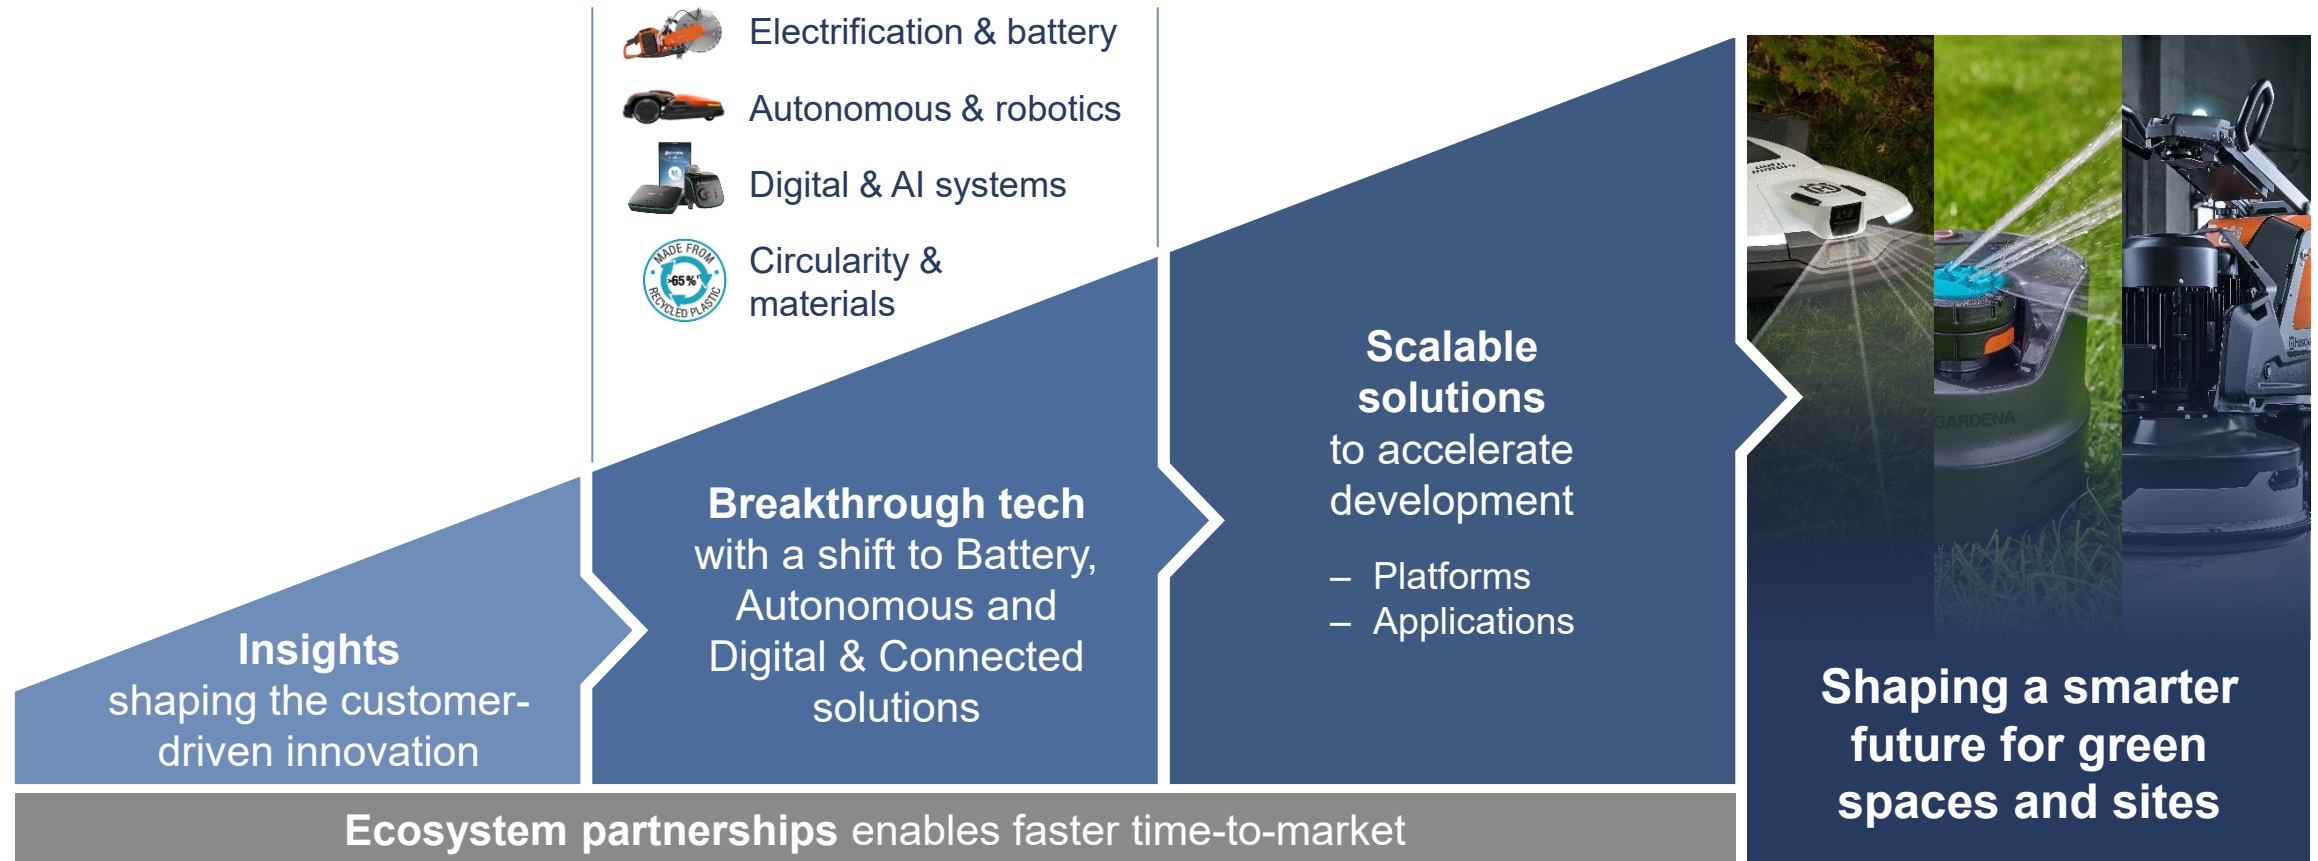 Electrification & battery
Autonomous & robotics
Digital & AI systems
MADE FROM
>65%
RECYCLED PLASTIC
Circularity &
materials
Insights
shaping the customer-
driven innovation
Breakthrough tech
with a shift to Battery,
Autonomous and
Digital & Connected
solutions
Scalable
solutions
to accelerate
development
– Platforms
– Applications
GARDENA
Shaping a smarter
future for green
spaces and sites
Ecosystem partnerships enables faster time-to-market